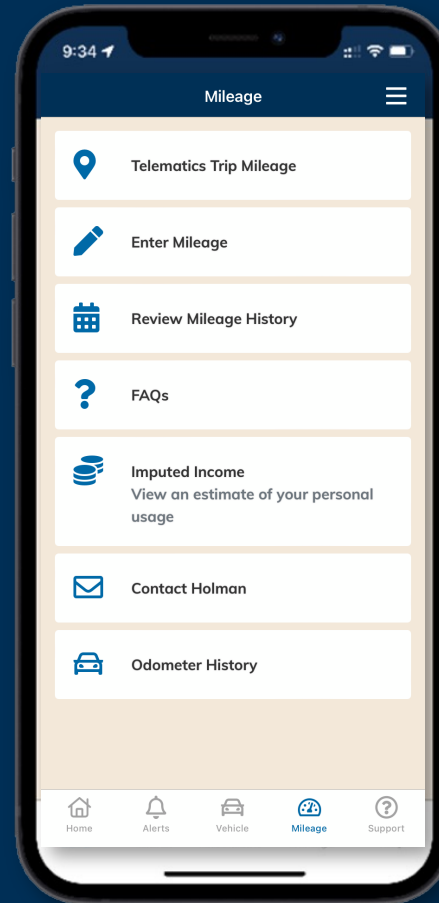 9:34
Mileage
Telematics Trip Mileage
Enter Mileage
Review Mileage History
FAQs
Imputed Income
View an estimate of your personal
usage
Contact Holman
Odometer History
Home Alerts Vehicle Mileage Support